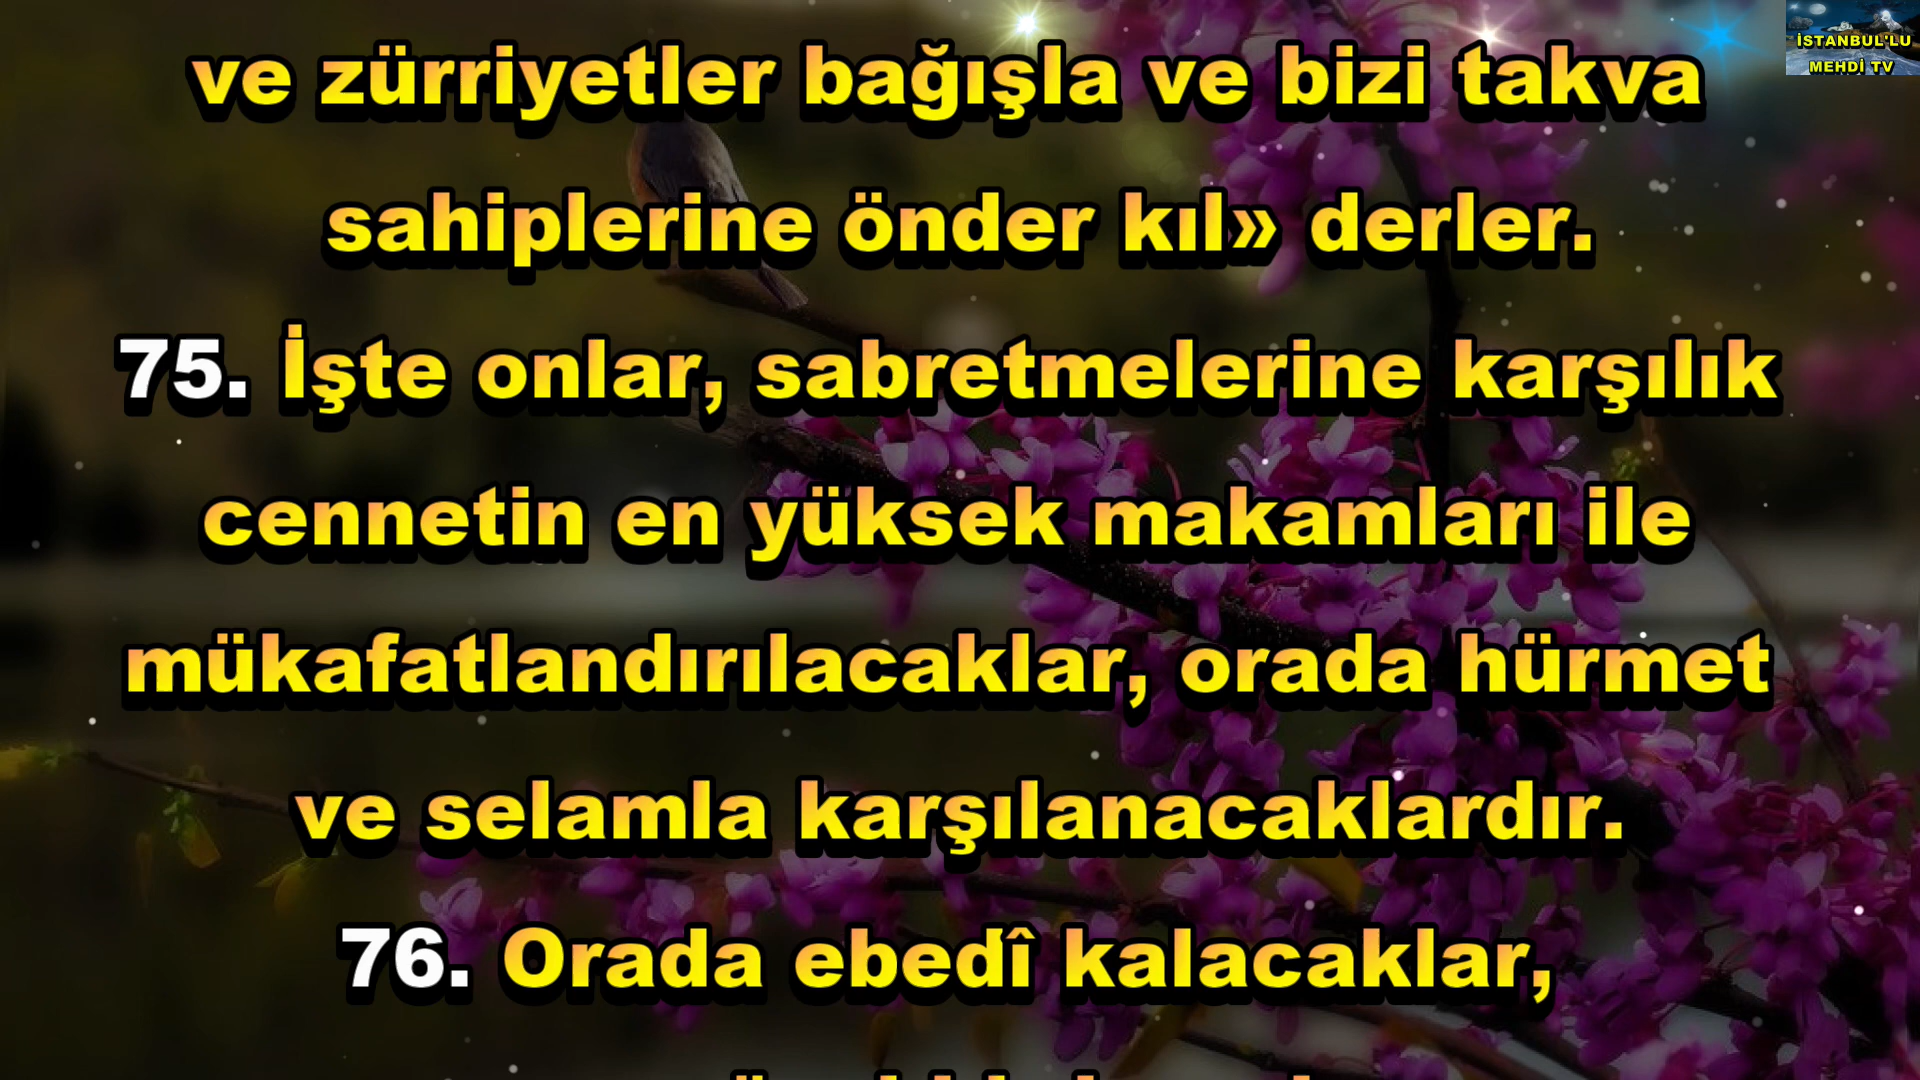 İSTANBUL'LU
MEHDİ TV
ve zürriyetler bağışla ve bizi takva
sahiplerine önder kıl» derler.
75. İşte onlar, sabretmelerine karşılık
cennetin en yüksek makamları ile
mükafatlandırılacaklar, orada hürmet
ve selamla karşılanacaklardır.
76. Orada ebedî kalacaklar,